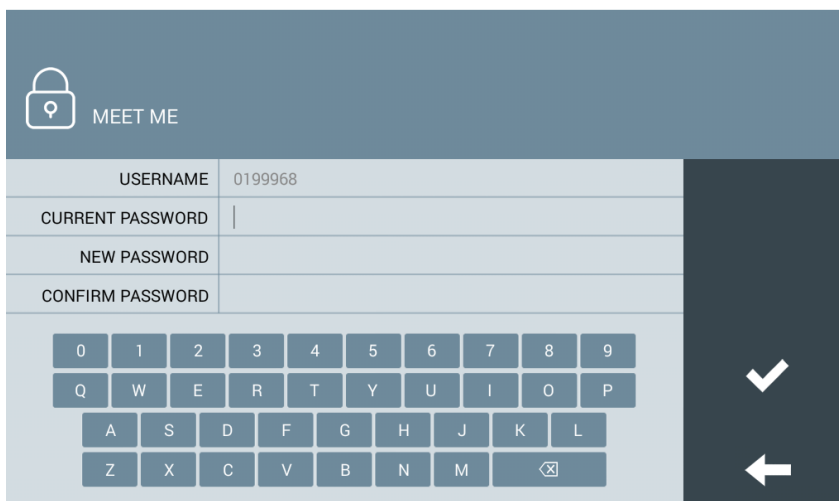 MEET ME
USERNAME 0199968
CURRENT PASSWORD
NEW PASSWORD
CONFIRM PASSWORD
0 1 2 3 4 5 6 7 8 9
Q W E R T Y U I O P
A S D F G H J K L
Z X C V B N M